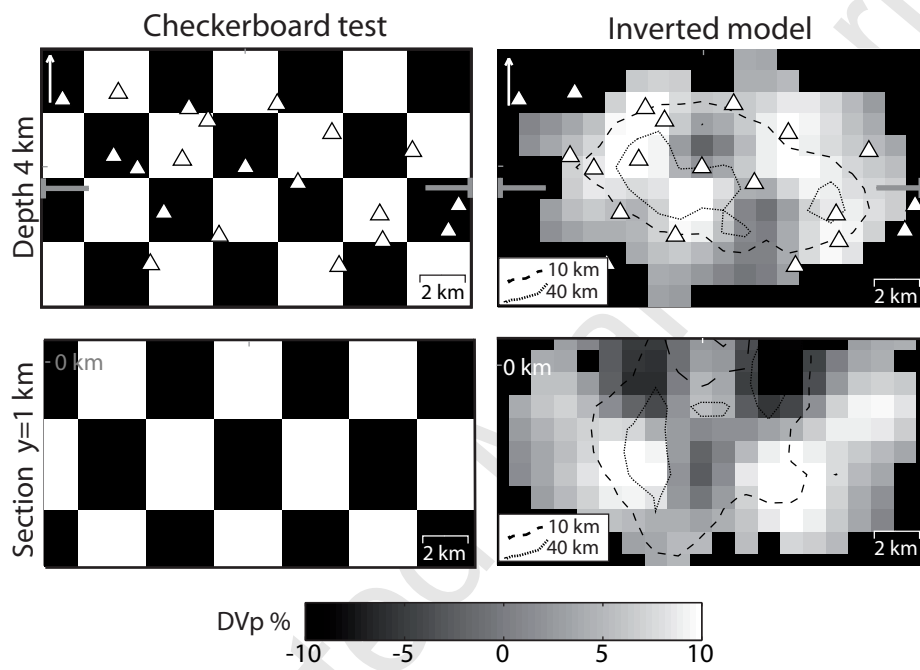 Checkerboard test
Inverted model
Depth 4 km
2 km
10 km
40 km
2 km
Section y=1 km
0 km
2 km
0 km
10 km
40 km
2 km
DVp %
-10
-5
0
5
10